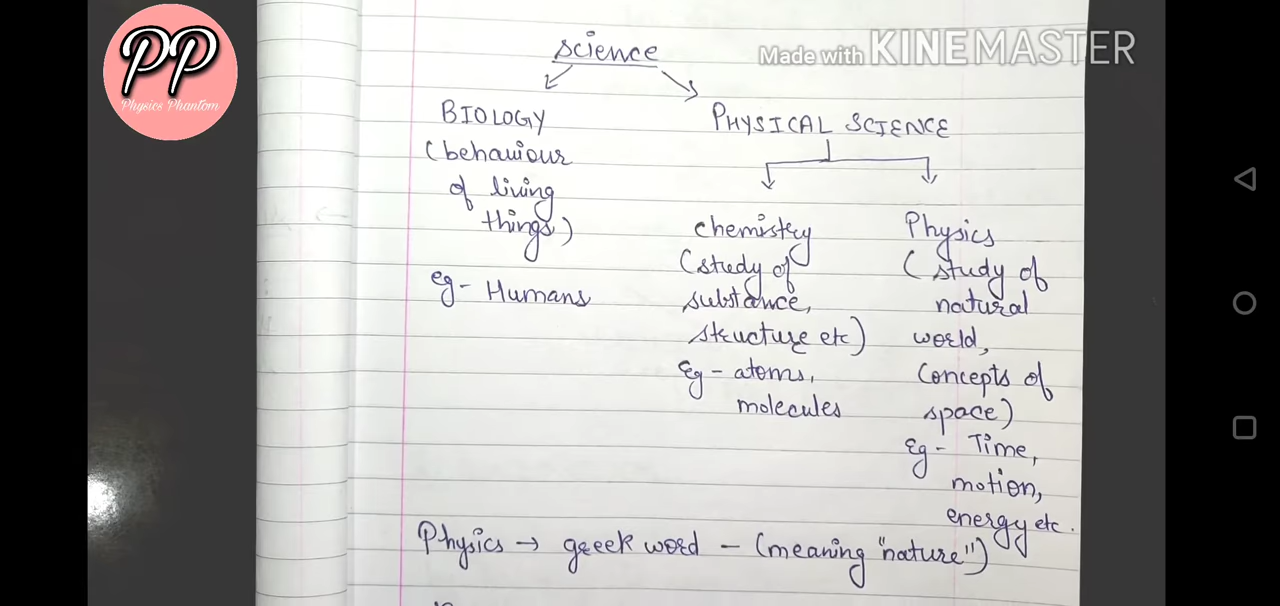 PP
Physics Phantom
Made with KINEMASTER
science
BIOLOGY
(behaviour
of living
things)
eg- Humans
PHYSICAL SCIENCE
chemistry
(study of
substance,
structure etc)
Eg- atoms,
molecules
Physics
(study of
natural
world,
concepts of
space)
Eg- Time,
motion,
energy etc.
Physics → greek word - (meaning "nature")